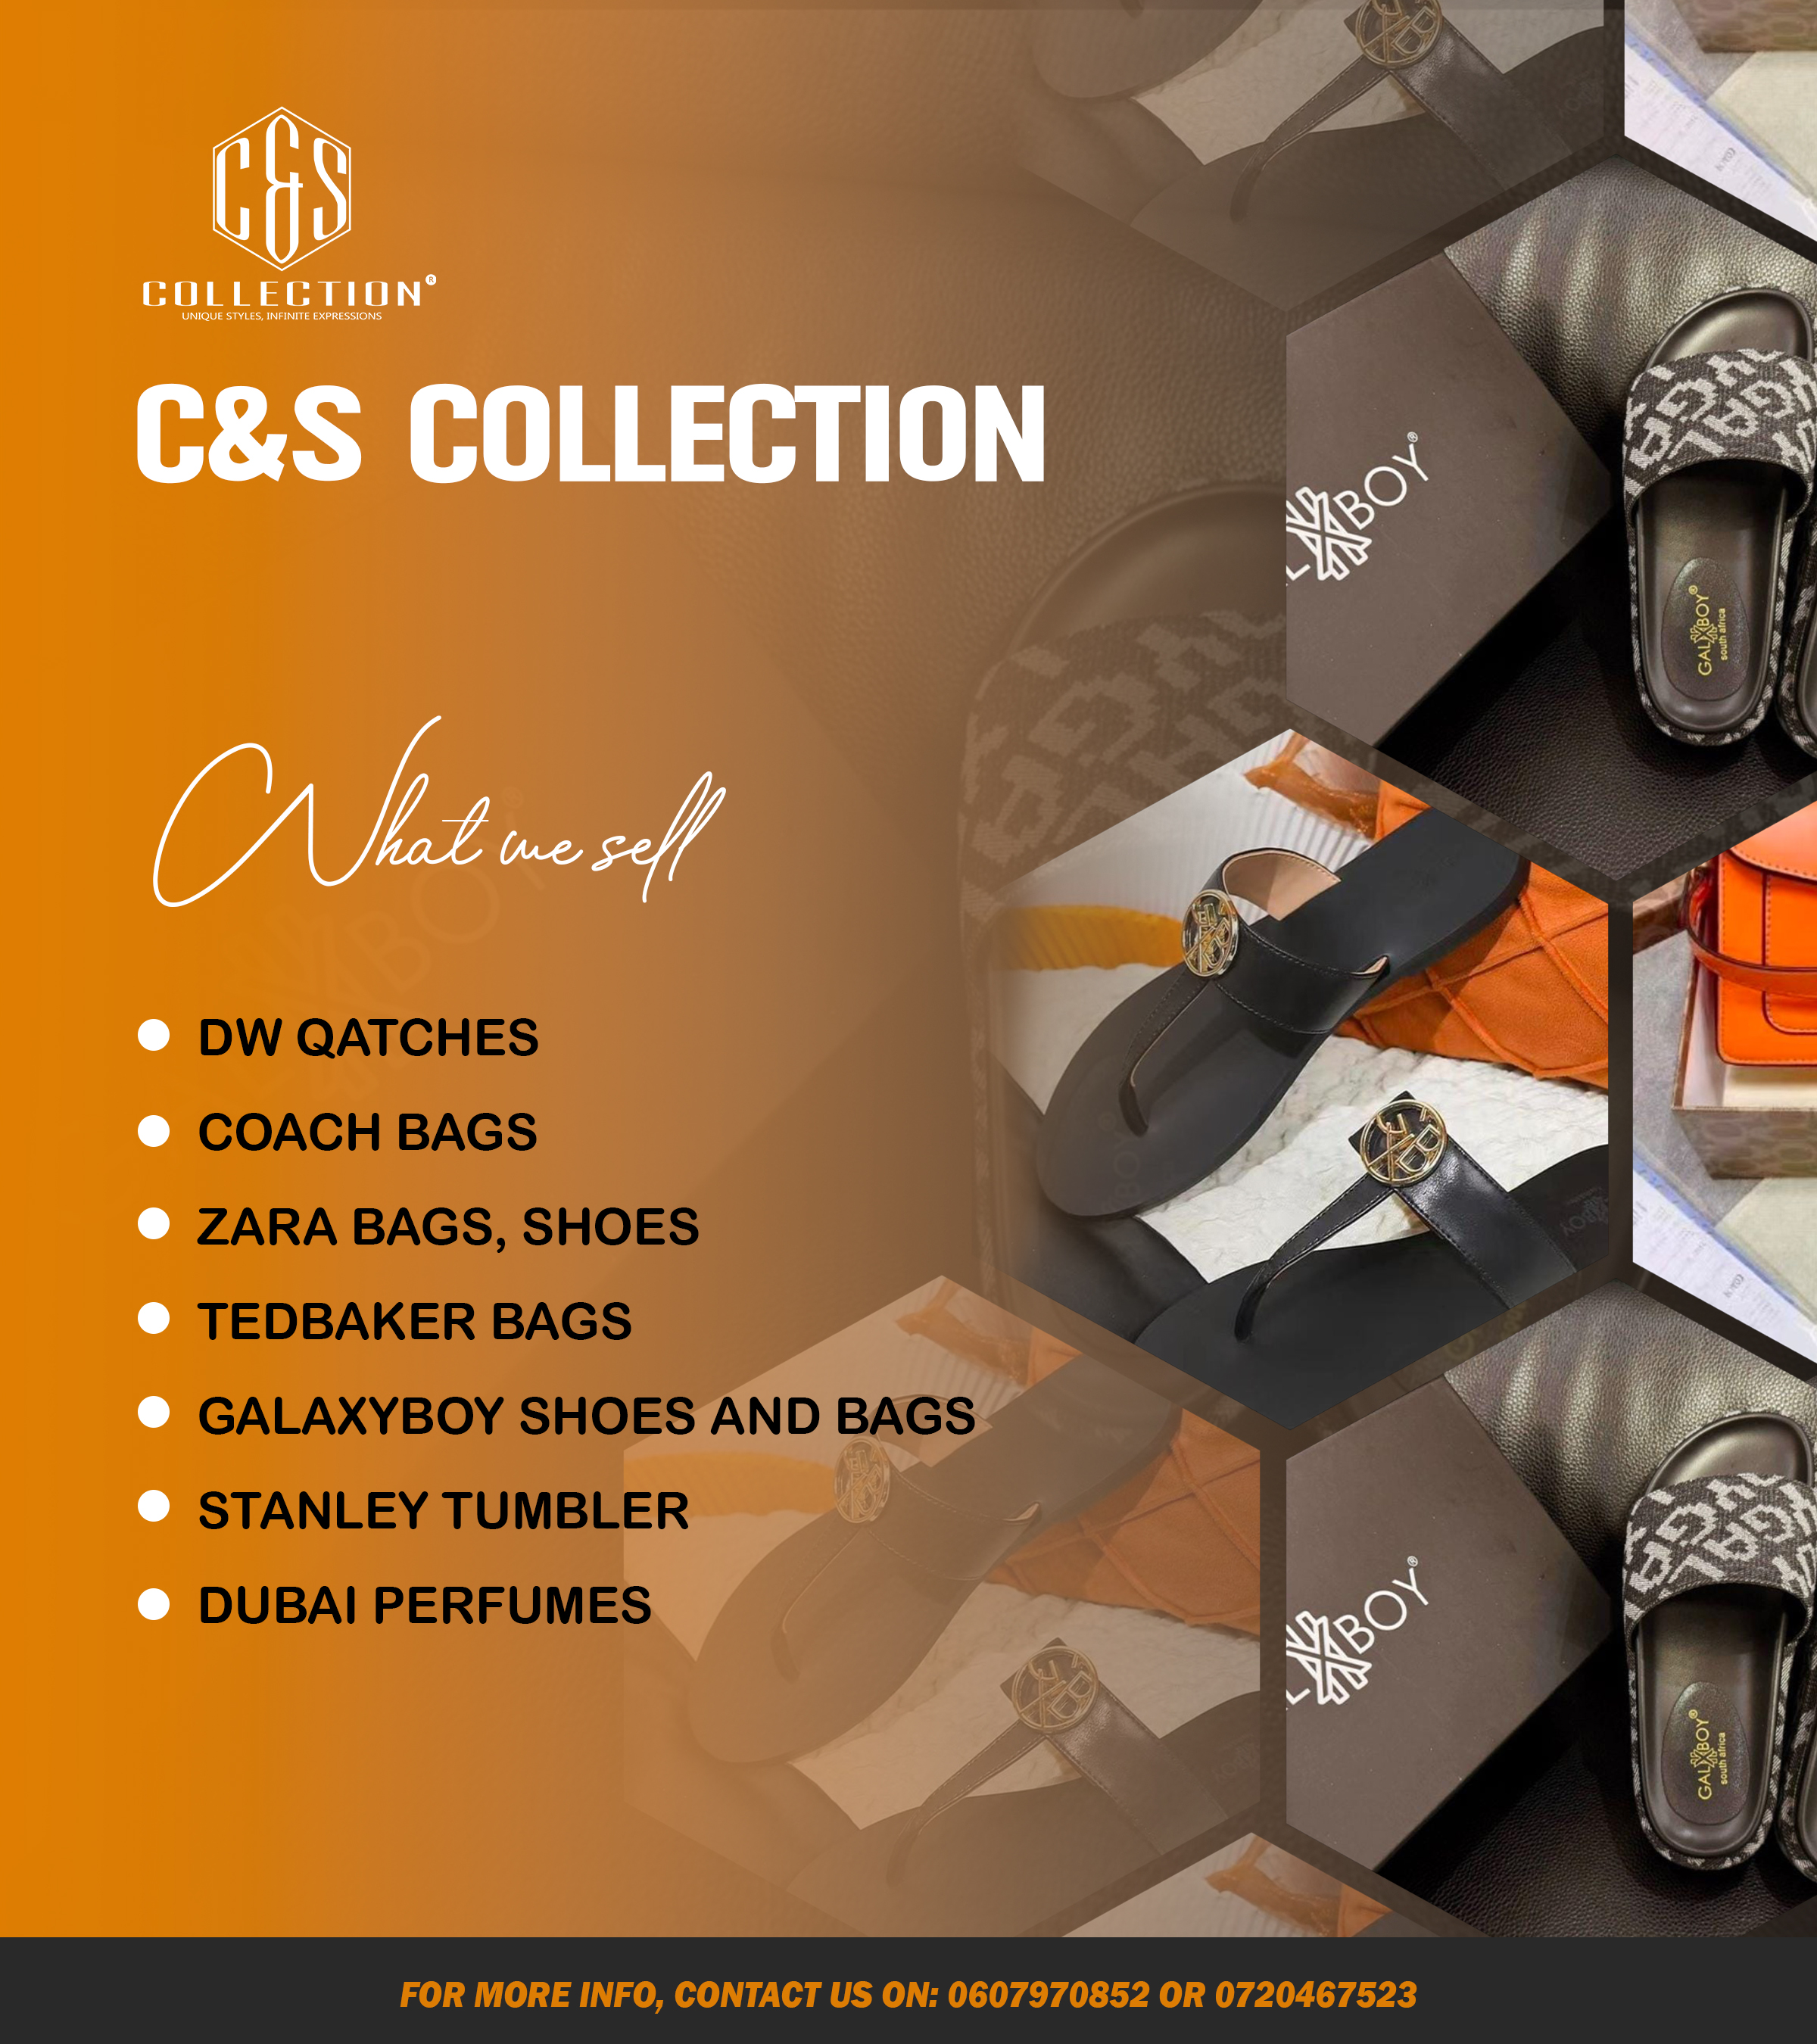 C&S
COLLECTION®
UNIQUE STYLES, INFINITE EXPRESSIONS
C&S COLLECTION
What we sell
DW QATCHES
COACH BAGS
ZARA BAGS, SHOES
TEDBAKER BAGS
GALAXYBOY SHOES AND BAGS
STANLEY TUMBLER
DUBAI PERFUMES
BOY®
GALXBOY®
south africa
BOY®
GALXBOY®
south africa
FOR MORE INFO, CONTACT US ON: 0607970852 OR 0720467523